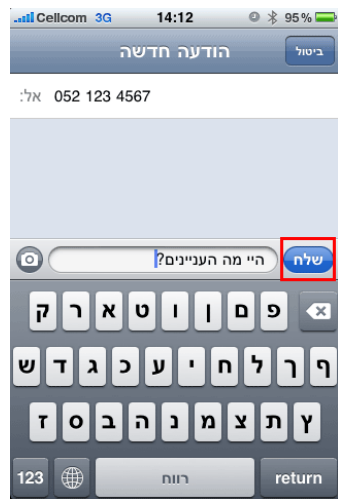 Cellcom 3G 14:12 95%
הודעה חדשה ביטול
אל: 052 123 4567
היי מה העניינים? שלח
פ ם ן ו ט א ר ק
ף ך ל ח י ע כ ג ד ש
ץ ת צ מ נ ה ב ס ז
123 רווח return